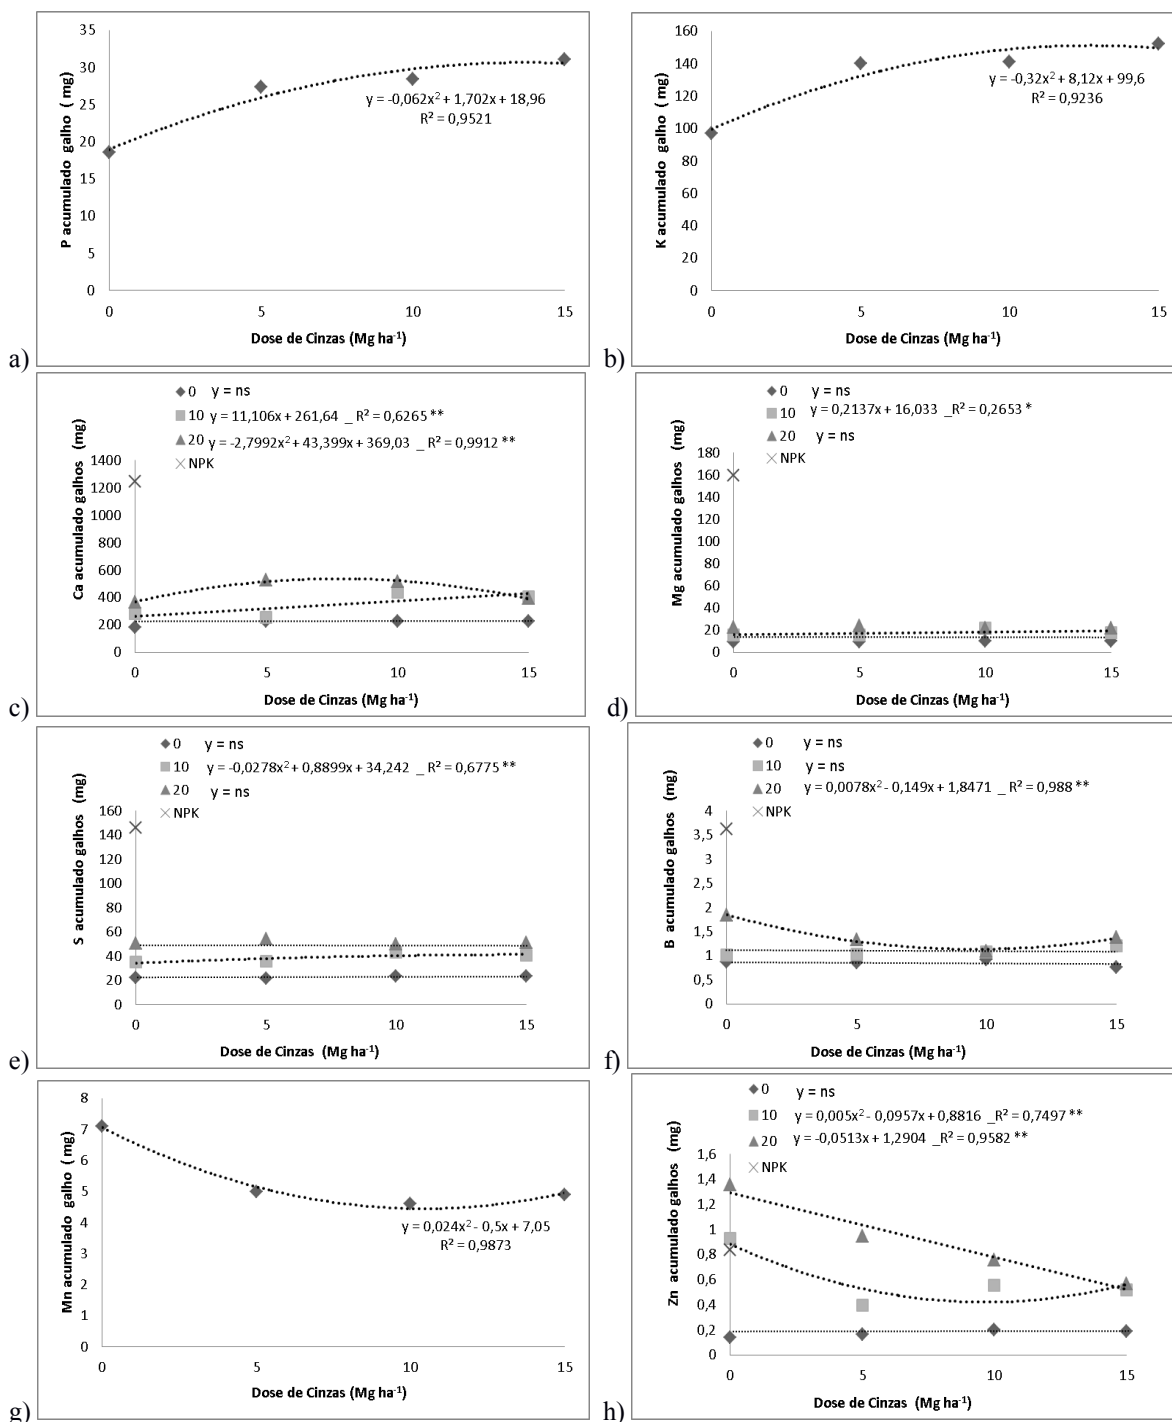 35
30
25
20
15
10
5
0
P acumulado galho (mg)
y = -0,062x² + 1,702x + 18,96
R² = 0,9521
0 5 10 15
Dose de Cinzas (Mg ha⁻¹)
a)
160
140
120
100
80
60
40
20
0
K acumulado galho (mg)
y = -0,32x² + 8,12x + 99,6
R² = 0,9236
0 5 10 15
Dose de Cinzas (Mg ha⁻¹)
b)
0 y = ns
10 y = 11,106x + 261,64 _ R² = 0,6265 **
20 y = -2,7992x² + 43,399x + 369,03 _ R² = 0,9912 **
NPK
1400
1200
1000
800
600
400
200
0
Ca acumulado galhos (mg)
0 5 10 15
Dose de Cinzas (Mg ha⁻¹)
c)
0 y = ns
10 y = 0,2137x + 16,033 _R² = 0,2653 *
20 y = ns
NPK
180
160
140
120
100
80
60
40
20
0
Mg acumulado galhos (mg)
0 5 10 15
Dose de Cinzas (Mg ha⁻¹)
d)
0 y = ns
10 y = -0,0278x² + 0,8899x + 34,242 _ R² = 0,6775 **
20 y = ns
NPK
160
140
120
100
80
60
40
20
0
S acumulado galhos (mg)
0 5 10 15
Dose de Cinzas (Mg ha⁻¹)
e)
0 y = ns
10 y = ns
20 y = 0,0078x² - 0,149x + 1,8471 _ R² = 0,988 **
NPK
4
3,5
3
2,5
2
1,5
1
0,5
0
B acumulado galhos (mg)
0 5 10 15
Dose de Cinzas (Mg ha⁻¹)
f)
8
7
6
5
4
3
2
1
0
Mn acumulado galho (mg)
y = 0,024x² - 0,5x + 7,05
R² = 0,9873
0 5 10 15
Dose de Cinzas (Mg ha⁻¹)
g)
0 y = ns
10 y = 0,005x² - 0,0957x + 0,8816 _R² = 0,7497 **
20 y = -0,0513x + 1,2904 _R² = 0,9582 **
NPK
1,6
1,4
1,2
1
0,8
0,6
0,4
0,2
0
Zn acumulado galhos (mg)
0 5 10 15
Dose de Cinzas (Mg ha⁻¹)
h)